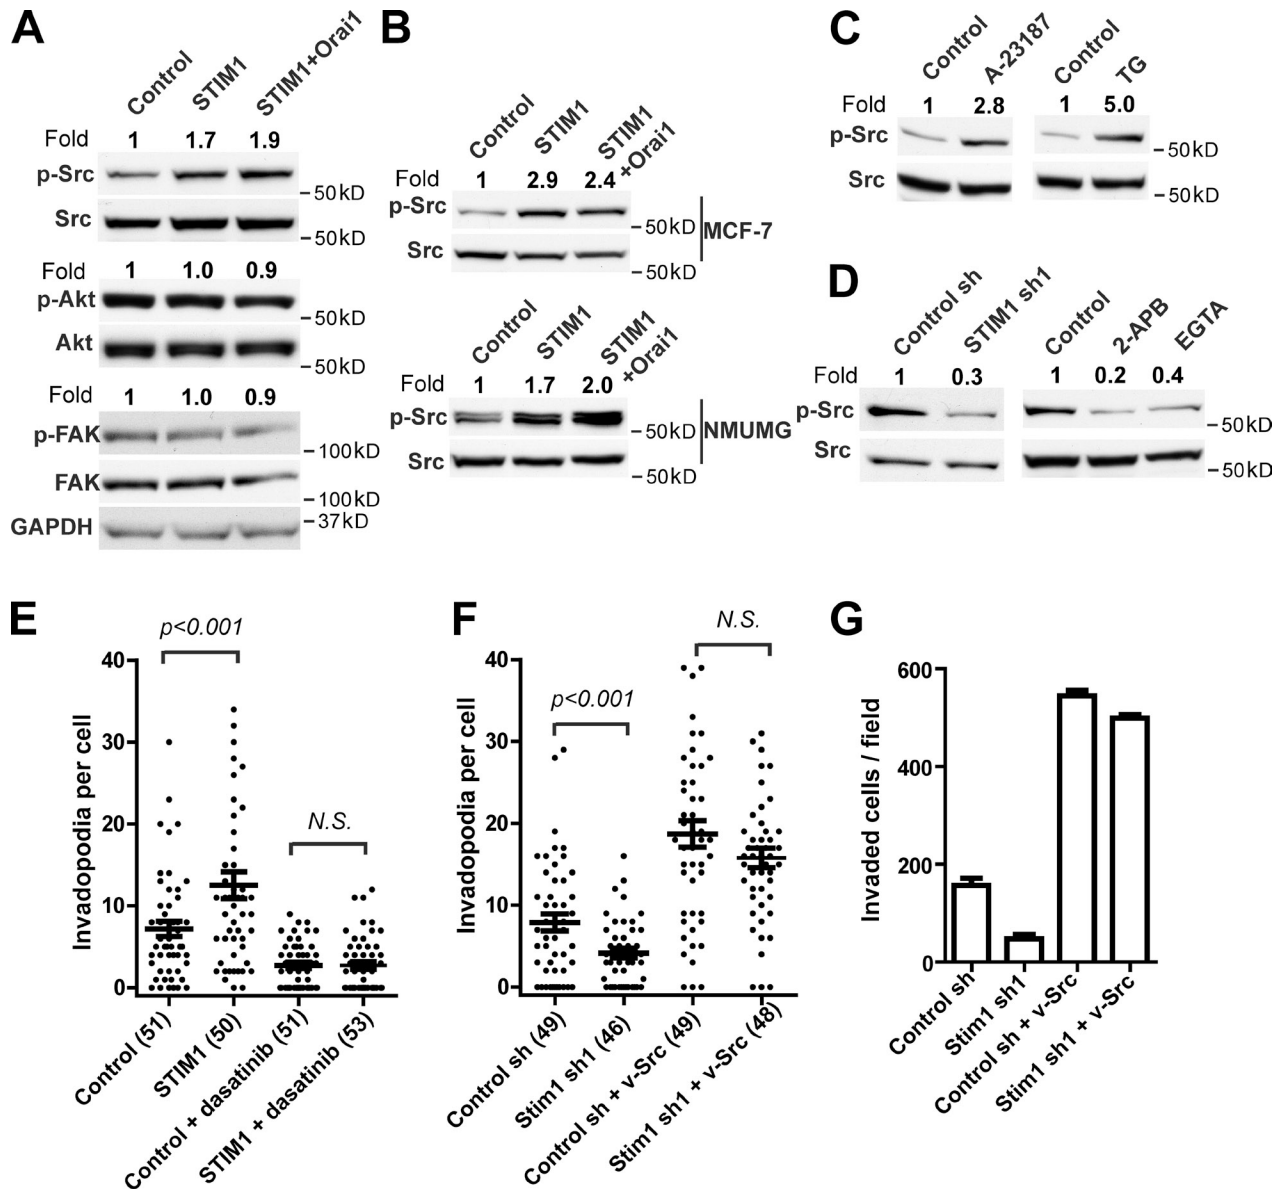 A
Control
STIM1
STIM1+Orai1
Fold 1 1.7 1.9
p-Src
50kD
Src
50kD
Fold 1 1.0 0.9
p-Akt
50kD
Akt
50kD
Fold 1 1.0 0.9
p-FAK
100kD
FAK
100kD
37kD
GAPDH
B
Control
STIM1
STIM1
+Orai1
Fold 1 2.9 2.4
p-Src
50kD
MCF-7
Src
50kD
Control
STIM1
STIM1
+Orai1
Fold 1 1.7 2.0
p-Src
50kD
NMUMG
Src
50kD
C
Control
A-23187
Control
TG
Fold 1 2.8 1 5.0
p-Src
50kD
Src
50kD
D
Control sh
STIM1 sh1
Control
2-APB
EGTA
Fold 1 0.3 1 0.2 0.4
p-Src
50kD
Src
50kD
E
p<0.001
N.S.
Invadopodia per cell
40
30
20
10
0
Control (51)
STIM1 (50)
Control + dasatinib (51)
STIM1 + dasatinib (53)
F
N.S.
p<0.001
Invadopodia per cell
40
30
20
10
0
Control sh (49)
Stim1 sh1 (46)
Control sh + v-Src (49)
Stim1 sh1 + v-Src (48)
G
Invaded cells / field
600
400
200
0
Control sh
Stim1 sh1
Control sh + v-Src
Stim1 sh1 + v-Src